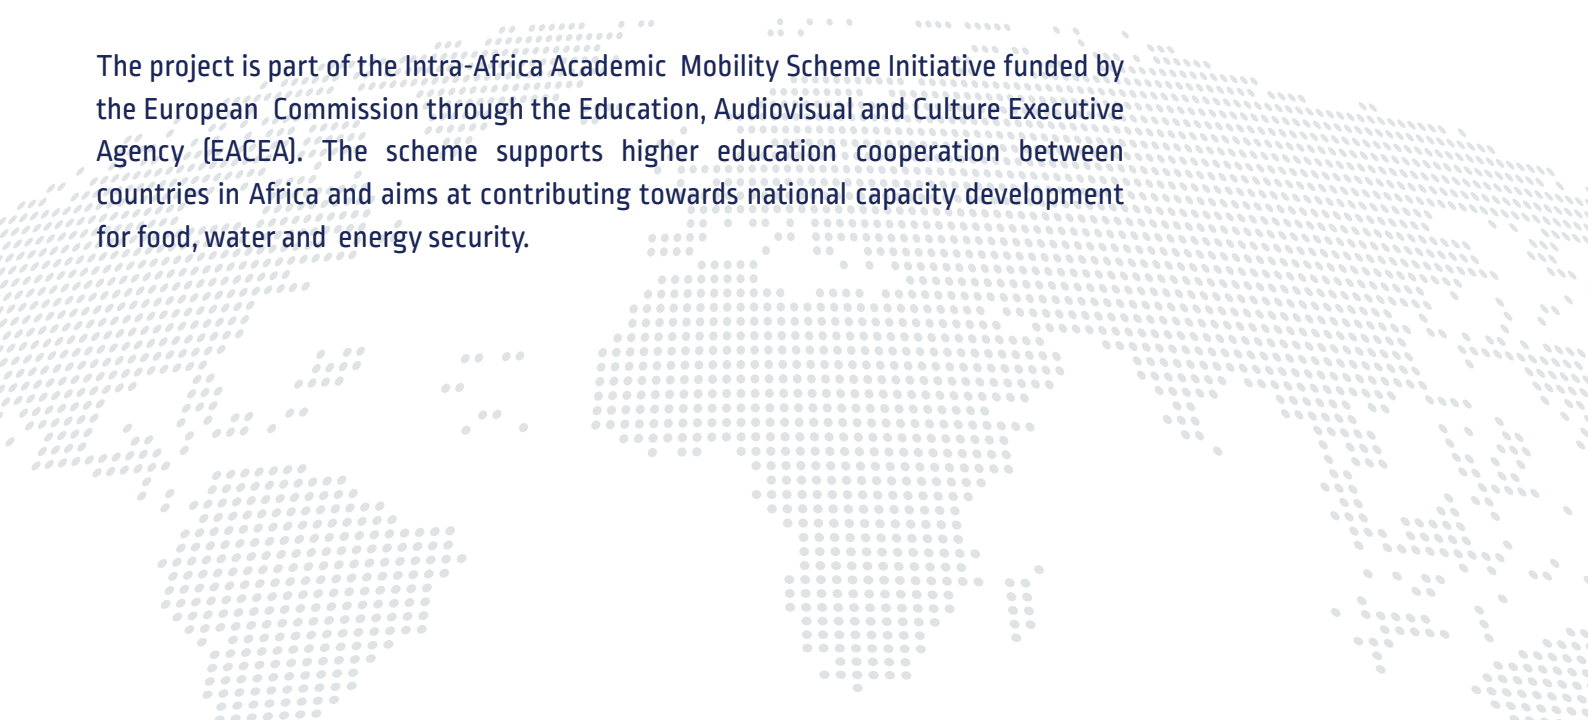 The project is part of the Intra-Africa Academic Mobility Scheme Initiative funded by
the European Commission through the Education, Audiovisual and Culture Executive
Agency (EACEA). The scheme supports higher education cooperation between
countries in Africa and aims at contributing towards national capacity development
for food, water and energy security.